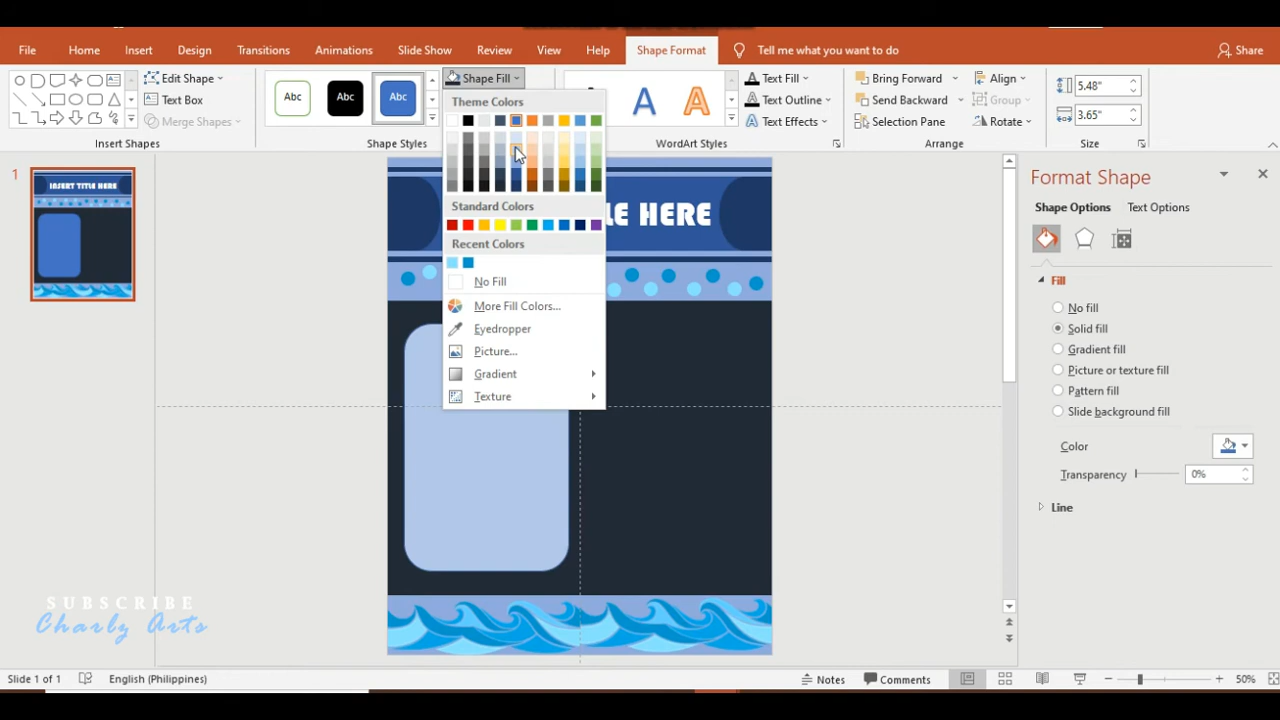 File Home Insert Design Transitions Animations Slide Show Review View Help Shape Format Tell me what you want to do Share
Edit Shape
Text Box
Merge Shapes
Insert Shapes
Abc Abc Abc
Shape Styles
Shape Fill
Theme Colors
Standard Colors
Recent Colors
No Fill
More Fill Colors...
Eyedropper
Picture...
Gradient
Texture
Text Fill
Text Outline
Text Effects
WordArt Styles
Bring Forward
Send Backward
Selection Pane
Align
Group
Rotate
Arrange
5.48"
3.65"
Size
1
INSERT TITLE HERE
LE HERE
Format Shape
Shape Options Text Options
Fill
No fill
Solid fill
Gradient fill
Picture or texture fill
Pattern fill
Slide background fill
Color
Transparency 0%
Line
SUBSCRIBE
Charly Arts
Slide 1 of 1 English (Philippines) Notes Comments 50%